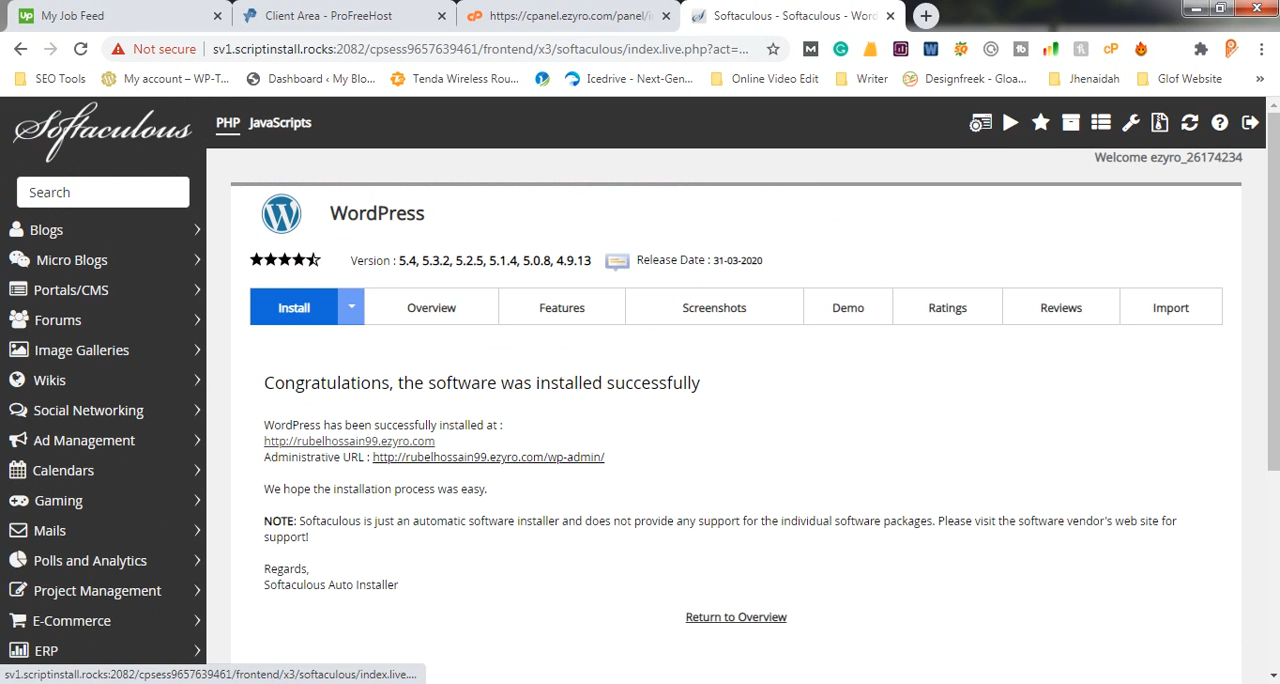 My Job Feed
Client Area - ProFreeHost
https://cpanel.ezyro.com/panel/i
Softaculous - Softaculous - Wor
Not secure
sv1.scriptinstall.rocks:2082/cpsess9657639461/frontend/x3/softaculous/index.live.php?act=...
SEO Tools
My account – WP-T...
Dashboard ‹ My Blo...
Tenda Wireless Rou...
Icedrive - Next-Gen...
Online Video Edit
Writer
Designfreek - Gloa...
Jhenadah
Glof Website
Softaculous
PHP
JavaScripts
Welcome ezyro_26174234
Search
Blogs
Micro Blogs
Portals/CMS
Forums
Image Galleries
Wikis
Social Networking
Ad Management
Calendars
Gaming
Mails
Polls and Analytics
Project Management
E-Commerce
ERP
WordPress
Version : 5.4, 5.3.2, 5.2.5, 5.1.4, 5.0.8, 4.9.13
Release Date : 31-03-2020
Install
Overview
Features
Screenshots
Demo
Ratings
Reviews
Import
Congratulations, the software was installed successfully
WordPress has been successfully installed at :
http://rubelhossain99.ezyro.com
Administrative URL : http://rubelhossain99.ezyro.com/wp-admin/
We hope the installation process was easy.
NOTE: Softaculous is just an automatic software installer and does not provide any support for the individual software packages. Please visit the software vendor's web site for
support!
Regards,
Softaculous Auto Installer
Return to Overview
sv1.scriptinstall.rocks:2082/cpsess9657639461/frontend/x3/softaculous/index.live....